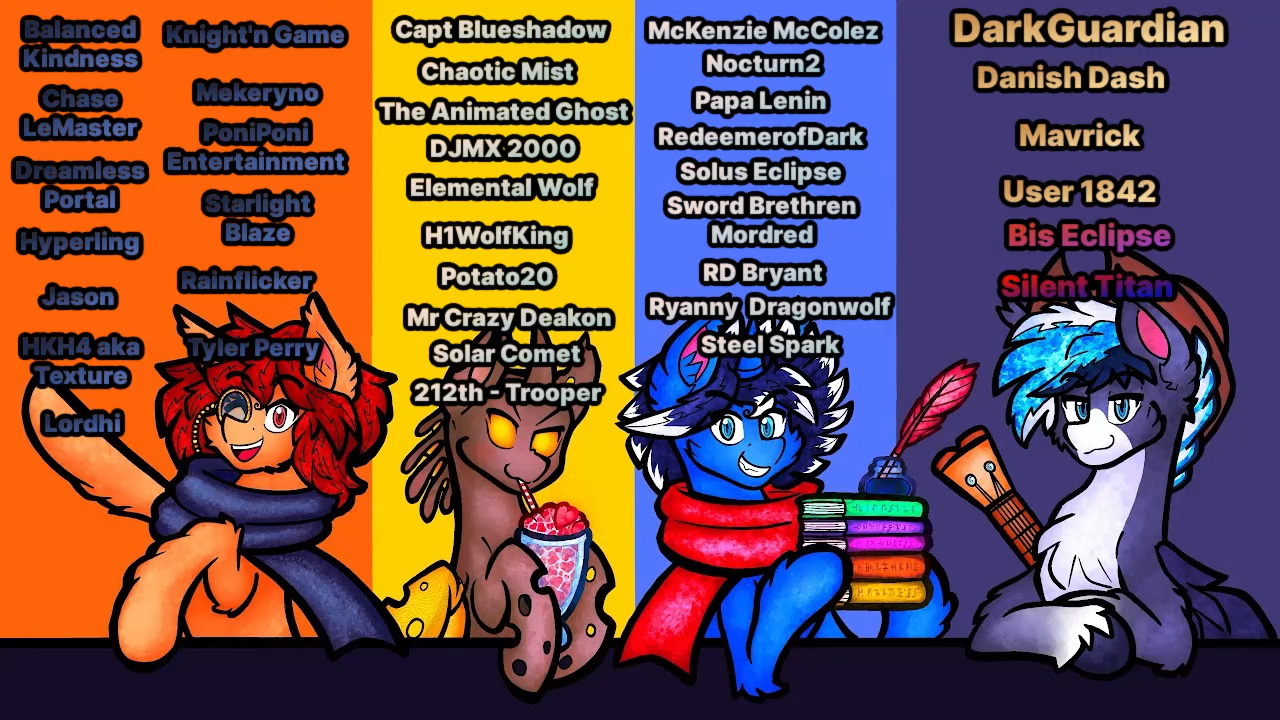 Balanced
Kindness
Chase
LeMaster
Dreamless
Portal
Hyperling
Jason
HKH4 aka
Texture
Lordhi
Knight'n Game
Mekeryno
PoniPoni
Entertainment
Starlight
Blaze
Rainflicker
Tyler Perry
Capt Blueshadow
Chaotic Mist
The Animated Ghost
DJMX 2000
Elemental Wolf
H1WolfKing
Potato20
Mr Crazy Deakon
Solar Comet
212th - Trooper
McKenzie McColez
Nocturn2
Papa Lenin
RedeemerofDark
Solus Eclipse
Sword Brethren
Mordred
RD Bryant
Ryanny Dragonwolf
Steel Spark
DarkGuardian
Danish Dash
Mavrick
User 1842
Bis Eclipse
Silent Titan